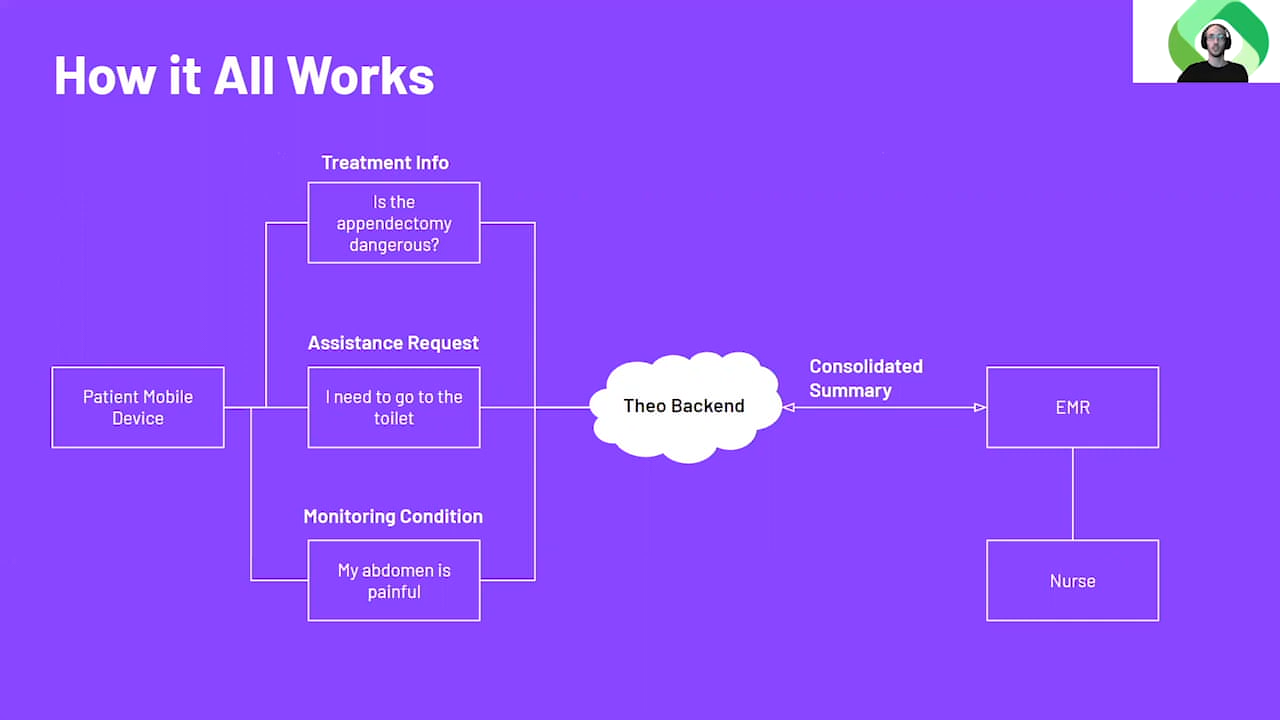 How it All Works
Treatment Info
Is the
appendectomy
dangerous?
Assistance Request
I need to go to the
toilet
Monitoring Condition
My abdomen is
painful
Patient Mobile
Device
Theo Backend
Consolidated
Summary
EMR
Nurse